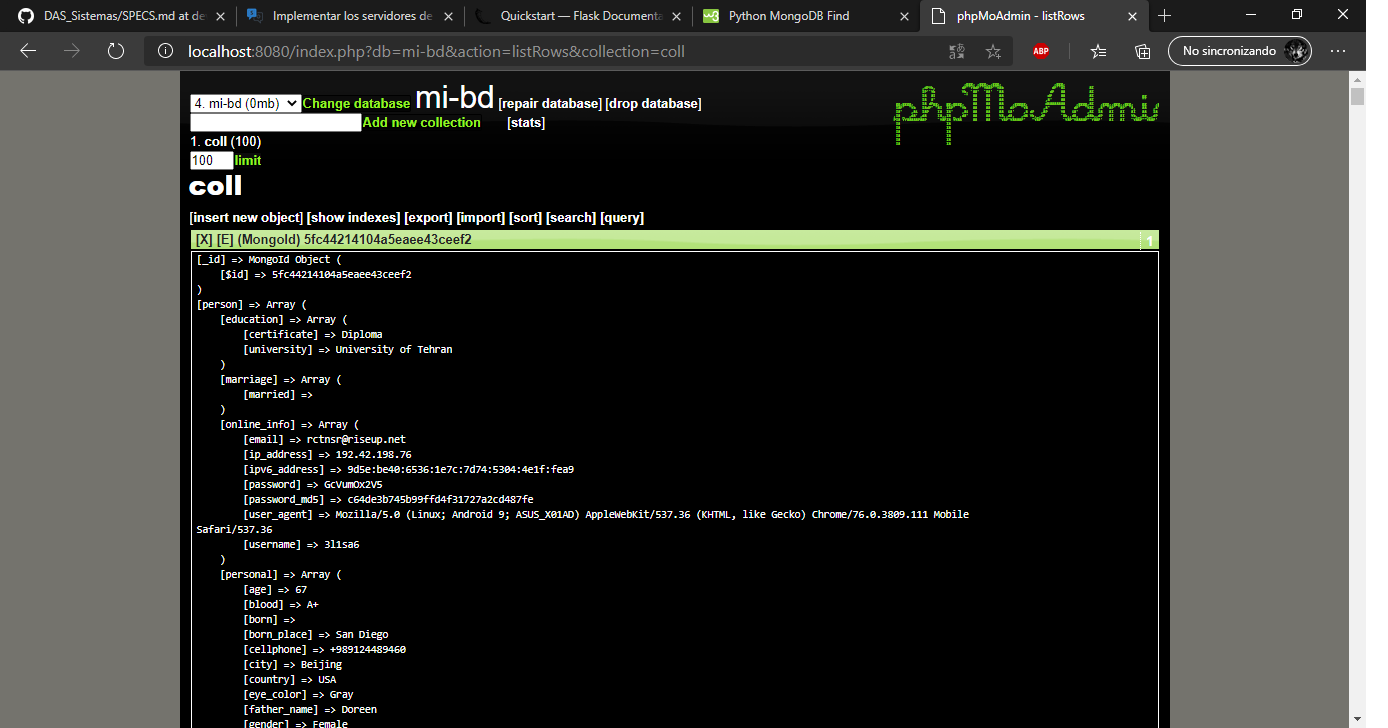 DAS_Sistemas/SPECS.md at de
Implementar los servidores de
Quickstart — Flask Documenta
Python MongoDB Find
phpMoAdmin - listRows
localhost:8080/index.php?db=mi-bd&action=listRows&collection=coll
ABP
No sincronizando
4. mi-bd (0mb) Change database mi-bd [repair database] [drop database]
phpMoAdmin
Add new collection [stats]
1. coll (100)
100 limit
coll
[insert new object] [show indexes] [export] [import] [sort] [search] [query]
[X] [E] (MongoId) 5fc44214104a5eaee43ceef2 1
[_id] => MongoId Object (
[$id] => 5fc44214104a5eaee43ceef2
)
[person] => Array (
[education] => Array (
[certificate] => Diploma
[university] => University of Tehran
)
[marriage] => Array (
[married] =>
)
[online_info] => Array (
[email] => rctnsr@riseup.net
[ip_address] => 192.42.198.76
[ipv6_address] => 9d5e:be40:6536:1e7c:7d74:5304:4e1f:fea9
[password] => GcVumOx2V5
[password_md5] => c64de3b745b99ffd4f31727a2cd487fe
[user_agent] => Mozilla/5.0 (Linux; Android 9; ASUS_X01AD) AppleWebKit/537.36 (KHTML, like Gecko) Chrome/76.0.3809.111 Mobile
Safari/537.36
[username] => 3l1sa6
)
[personal] => Array (
[age] => 67
[blood] => A+
[born] =>
[born_place] => San Diego
[cellphone] => +989124489460
[city] => Beijing
[country] => USA
[eye_color] => Gray
[father_name] => Doreen
[gender] => Female